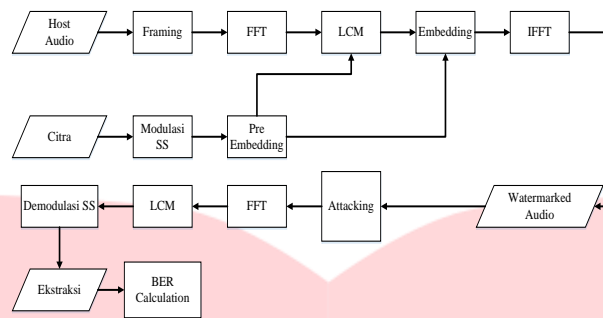 Host
Audio
Framing
FFT
LCM
Embedding
IFFT
Citra
Modulasi
SS
Pre
Embedding
Demodulasi SS
LCM
FFT
Attacking
Watermarked
Audio
Ekstraksi
BER
Calculation